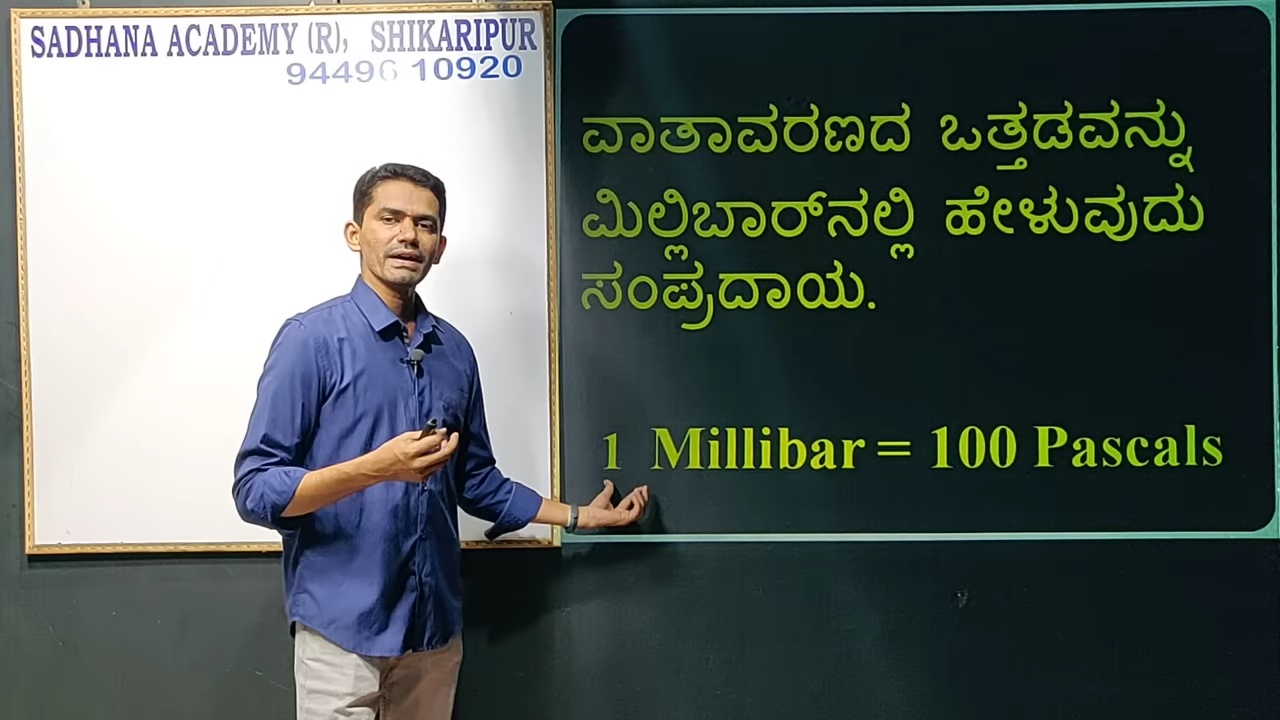 SADHANA ACADEMY (R), SHIKARIPUR
94496 10920
ವಾತಾವರಣದ ಒತ್ತಡವನ್ನು
ಮಿಲ್ಲಿಬಾರ್‌ನಲ್ಲಿ ಹೇಳುವುದು
ಸಂಪ್ರದಾಯ.
1 Millibar = 100 Pascals